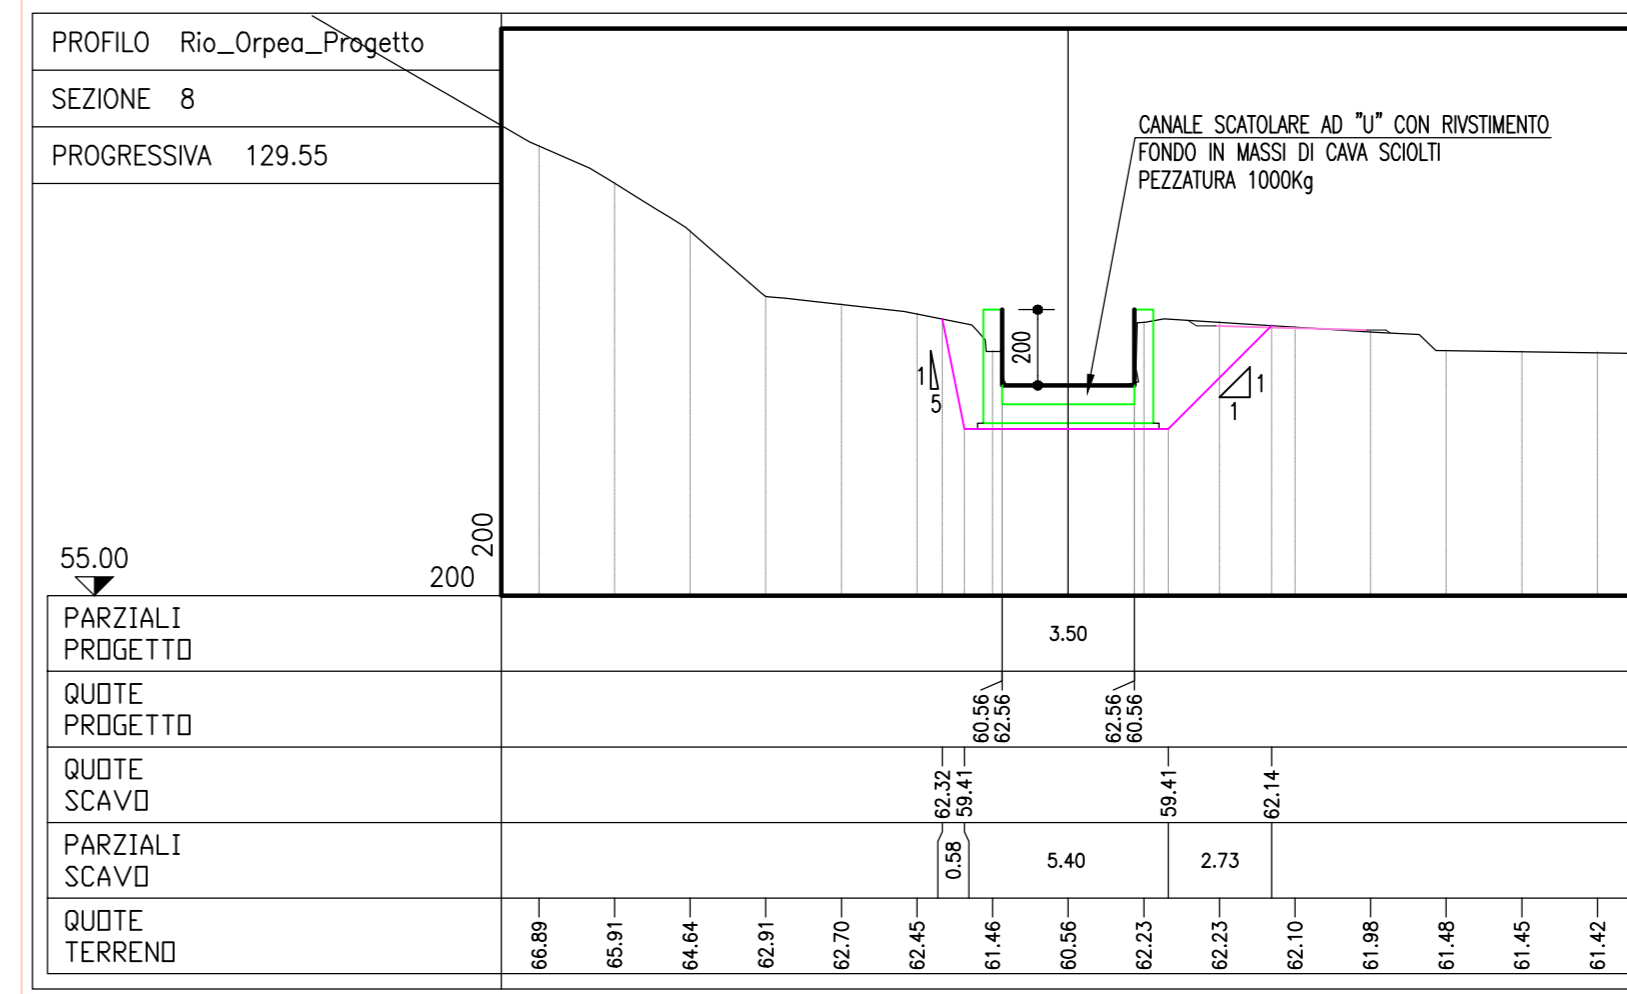 PROFILO Rio_Orpea_Progetto
SEZIONE 8
PROGRESSIVA 129.55
CANALE SCATOLARE AD "U" CON RIVSTIMENTO
FONDO IN MASSI DI CAVA SCIOLTI
PEZZATURA 1000Kg
200
1
5
1
1
200
55.00
200
PARZIALI
PROGETTO
3.50
QUOTE
PROGETTO
60.56
62.56
62.56
60.56
QUOTE
SCAVO
62.32
59.41
59.41
62.14
PARZIALI
SCAVO
0.58
5.40
2.73
QUOTE
TERRENO
66.89
65.91
64.64
62.91
62.70
62.45
61.46
60.56
62.23
62.23
62.10
61.98
61.48
61.45
61.42